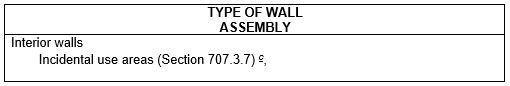 TYPE OF WALL
ASSEMBLY
Interior walls
Incidental use areas (Section 707.3.7) c,